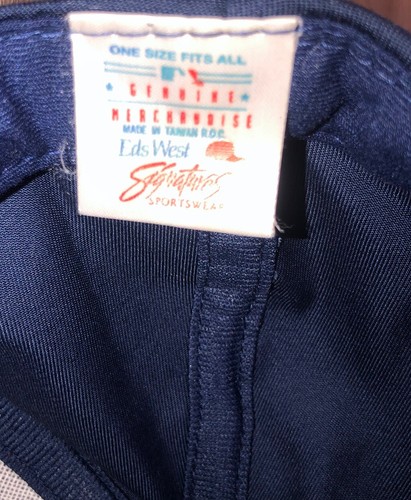 ONE SIZE FITS ALL
GENUINE
MERCHANDISE
MADE IN TAIWAN R.O.C.
Eds West
Signatures
SPORTSWEAR